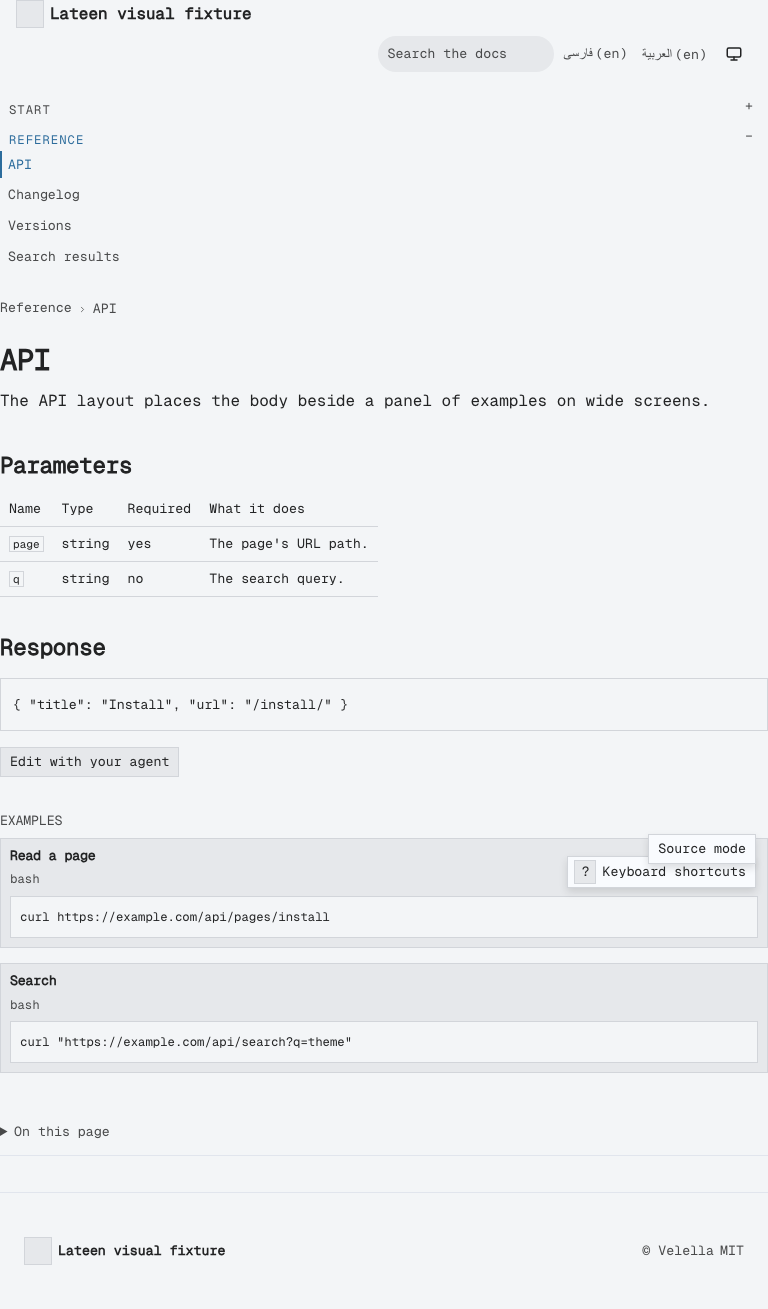 Lateen visual fixture
Search the docs فارسی (en) العربية (en)
START +
REFERENCE −
API
Changelog
Versions
Search results
Reference › API
API
The API layout places the body beside a panel of examples on wide screens.
Parameters
Name Type Required What it does
page string yes The page's URL path.
q string no The search query.
Response
{ "title": "Install", "url": "/install/" }
Edit with your agent
EXAMPLES
Source mode
Read a page
? Keyboard shortcuts
bash
curl https://example.com/api/pages/install
Search
bash
curl "https://example.com/api/search?q=theme"
On this page
Lateen visual fixture © Velella MIT